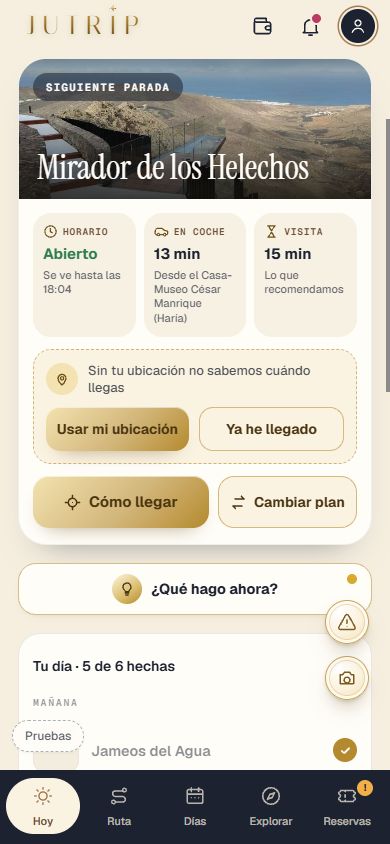 JUTRIP
SIGUIENTE PARADA
Mirador de los Helechos
HORARIO
Abierto
Se ve hasta las
18:04
EN COCHE
13 min
Desde el Casa-
Museo César
Manrique
(Haría)
VISITA
15 min
Lo que
recomendamos
Sin tu ubicación no sabemos cuándo
llegas
Usar mi ubicación
Ya he llegado
Cómo llegar
Cambiar plan
¿Qué hago ahora?
Tu día · 5 de 6 hechas
MAÑANA
Pruebas
Jameos del Agua
Hoy
Ruta
Días
Explorar
!
Reservas